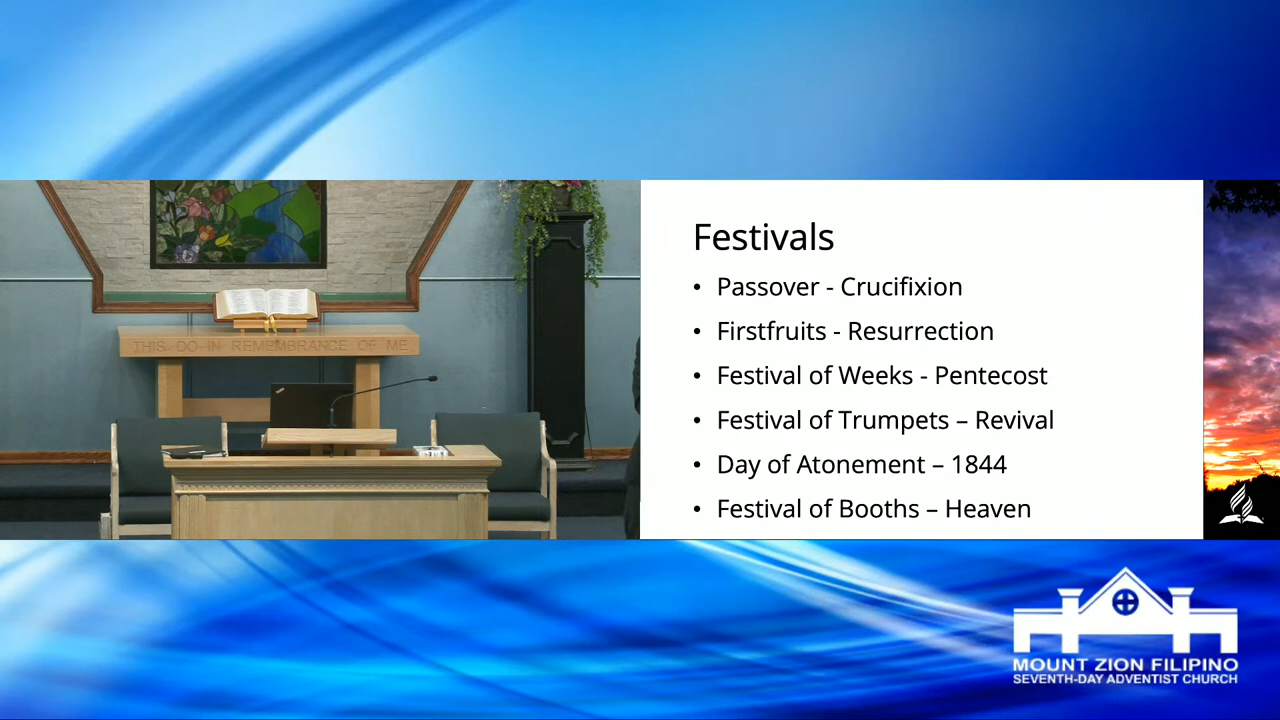 THIS DO IN REMEMBRANCE OF ME
Festivals
• Passover - Crucifixion
• Firstfruits - Resurrection
• Festival of Weeks - Pentecost
• Festival of Trumpets – Revival
• Day of Atonement – 1844
• Festival of Booths – Heaven
MOUNT ZION FILIPINO
SEVENTH-DAY ADVENTIST CHURCH